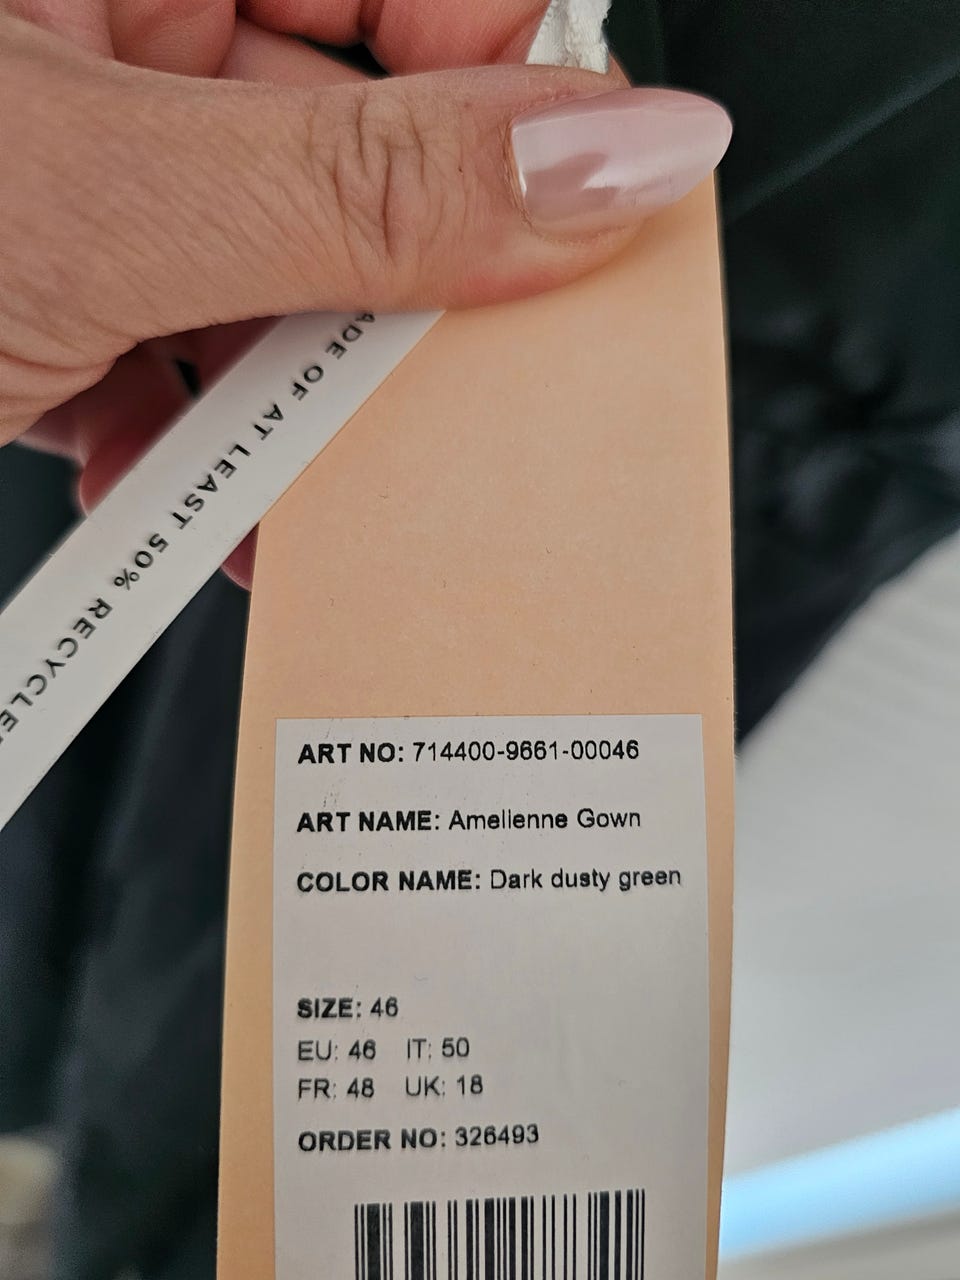 ADE OF AT LEAST 50% RECYCLE
ART NO: 714400-9661-00046
ART NAME: Amelienne Gown
COLOR NAME: Dark dusty green
SIZE: 46
EU: 46 IT: 50
FR: 48 UK: 18
ORDER NO: 326493